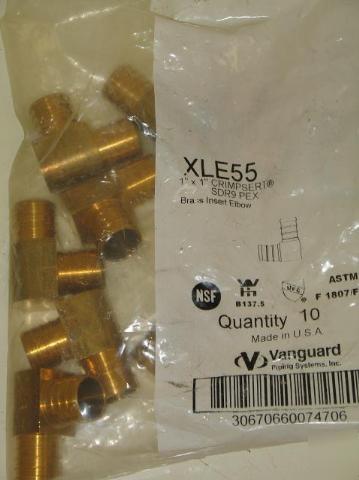 XLE55
1" x 1" CRIMPSERT®
SDR9 PEX
Brass Insert Elbow
NSF
B137.5
ASTM
F 1807/F
Quantity 10
Made in U.S.A.
Vanguard
Piping Systems, Inc.
30670660074706